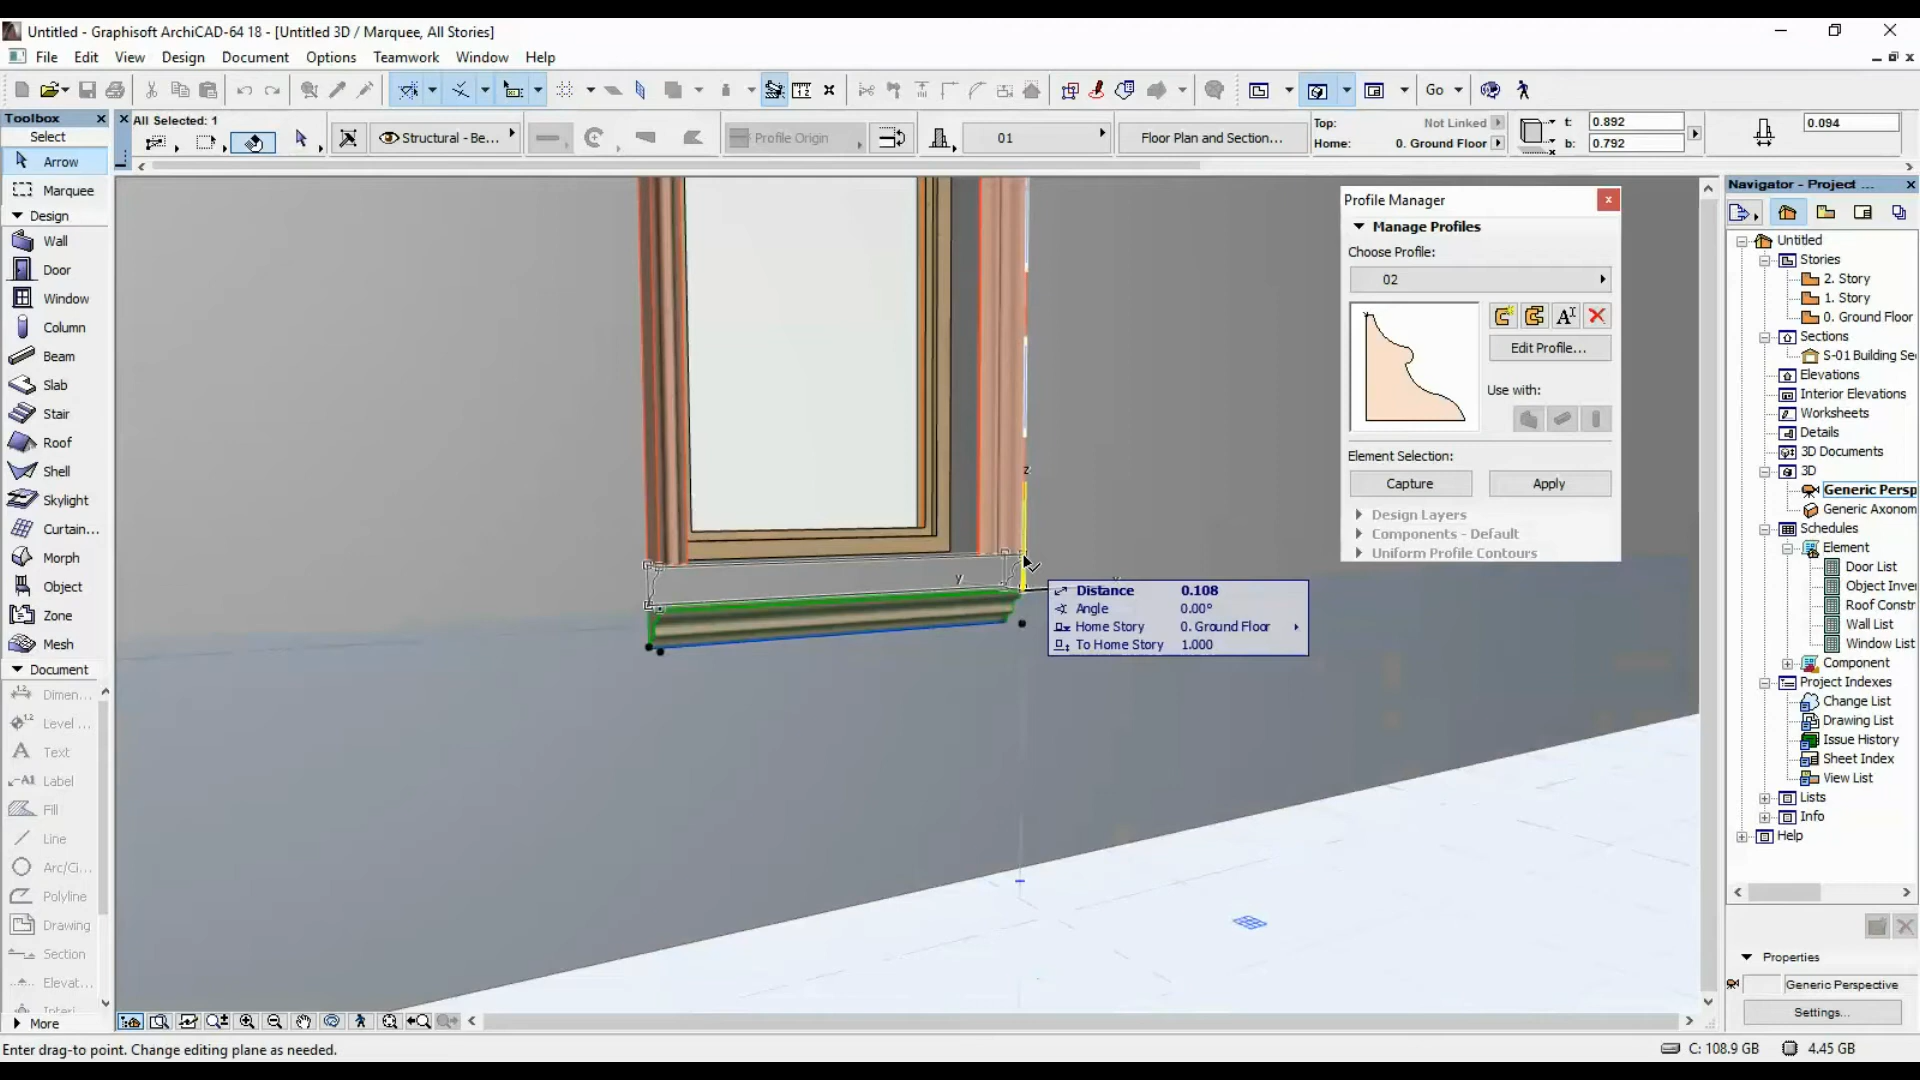 Untitled - Graphisoft ArchiCAD-64 18 - [Untitled 3D / Marquee, All Stories]
File Edit View Design Document Options Teamwork Window Help
Go
Toolbox
Select
Arrow
Marquee
Design
Wall
Door
Window
Column
Beam
Slab
Stair
Roof
Shell
Skylight
Curtain...
Morph
Object
Zone
Mesh
Document
Dimen...
Level ...
Text
Label
Fill
Line
Arc/Ci...
Polyline
Drawing
Section
Elevat...
More
All Selected: 1
Structural - Be...
Profile Origin
01
Floor Plan and Section...
Top: Not Linked
Home: 0. Ground Floor
t: 0.892
b: 0.792
0.094
z
y
Distance 0.108
Angle 0.00°
Home Story 0. Ground Floor
To Home Story 1.000
Profile Manager
Manage Profiles
Choose Profile:
02
Edit Profile...
Use with:
Element Selection:
Capture Apply
Design Layers
Components - Default
Uniform Profile Contours
Navigator - Project ...
Untitled
Stories
2. Story
1. Story
0. Ground Floor
Sections
S-01 Building Se
Elevations
Interior Elevations
Worksheets
Details
3D Documents
3D
Generic Persp
Generic Axonom
Schedules
Element
Door List
Object Inve
Roof Constr
Wall List
Window List
Component
Project Indexes
Change List
Drawing List
Issue History
Sheet Index
View List
Lists
Info
Help
Properties
Generic Perspective
Settings...
Enter drag-to point. Change editing plane as needed.
C: 108.9 GB 4.45 GB